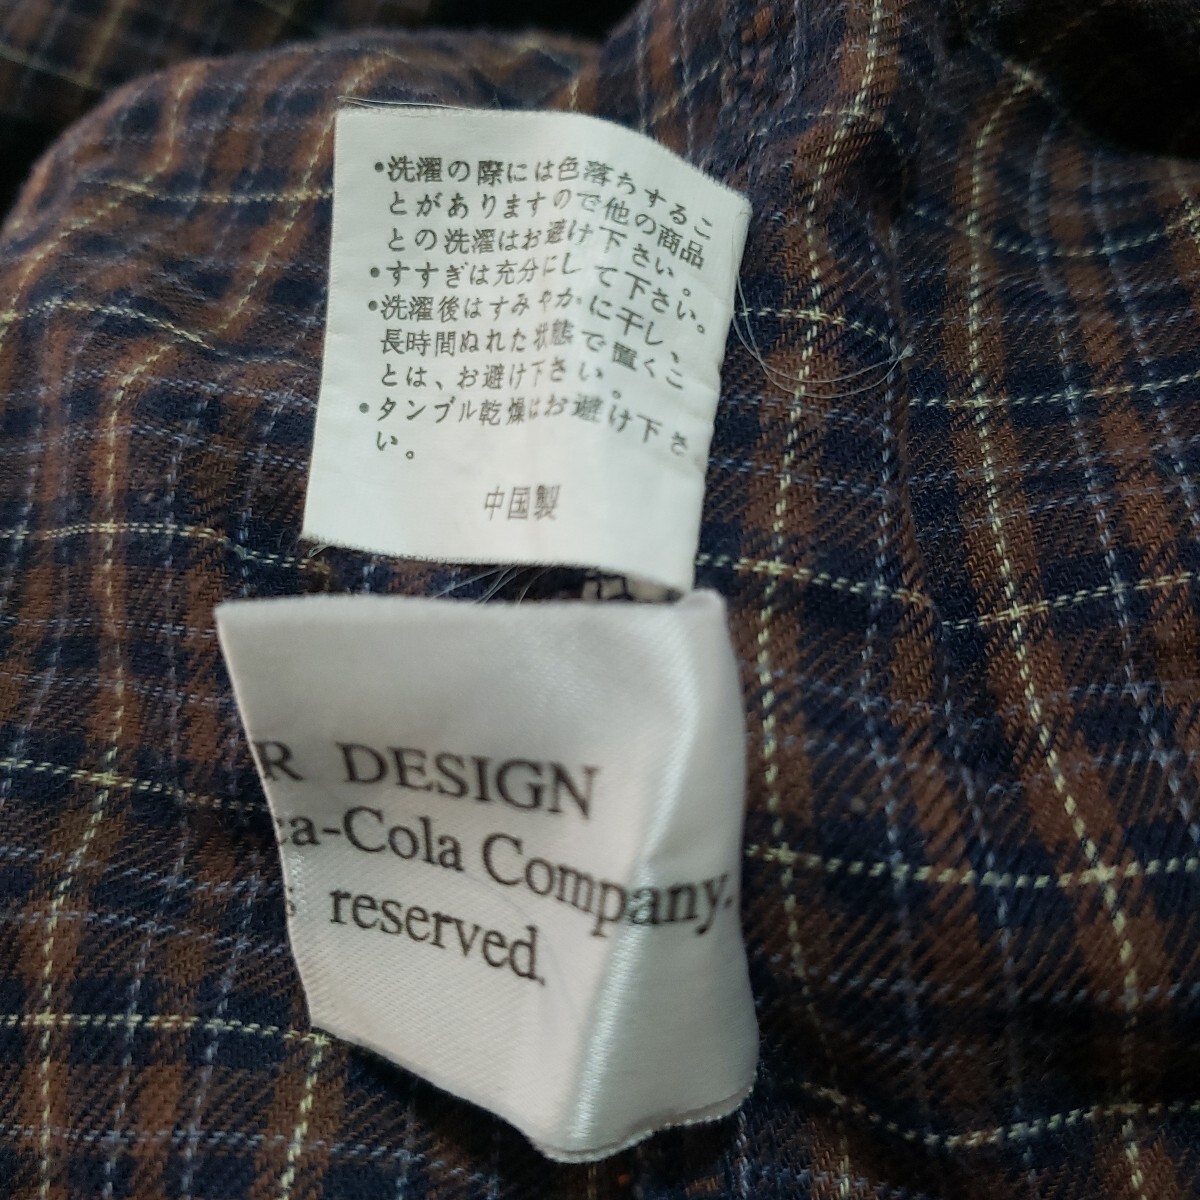 •洗濯の際には色落ちするこ
とがありますので他の商品
との洗濯はお避け下さい。
•すすぎは充分にして下さい。
•洗濯後はすみやかに干し、
長時間ぬれた状態で置くこ
とは、お避け下さい。
•タンブル乾燥はお避け下さ
い。
中国製
R DESIGN
ca-Cola Company.
s reserved.